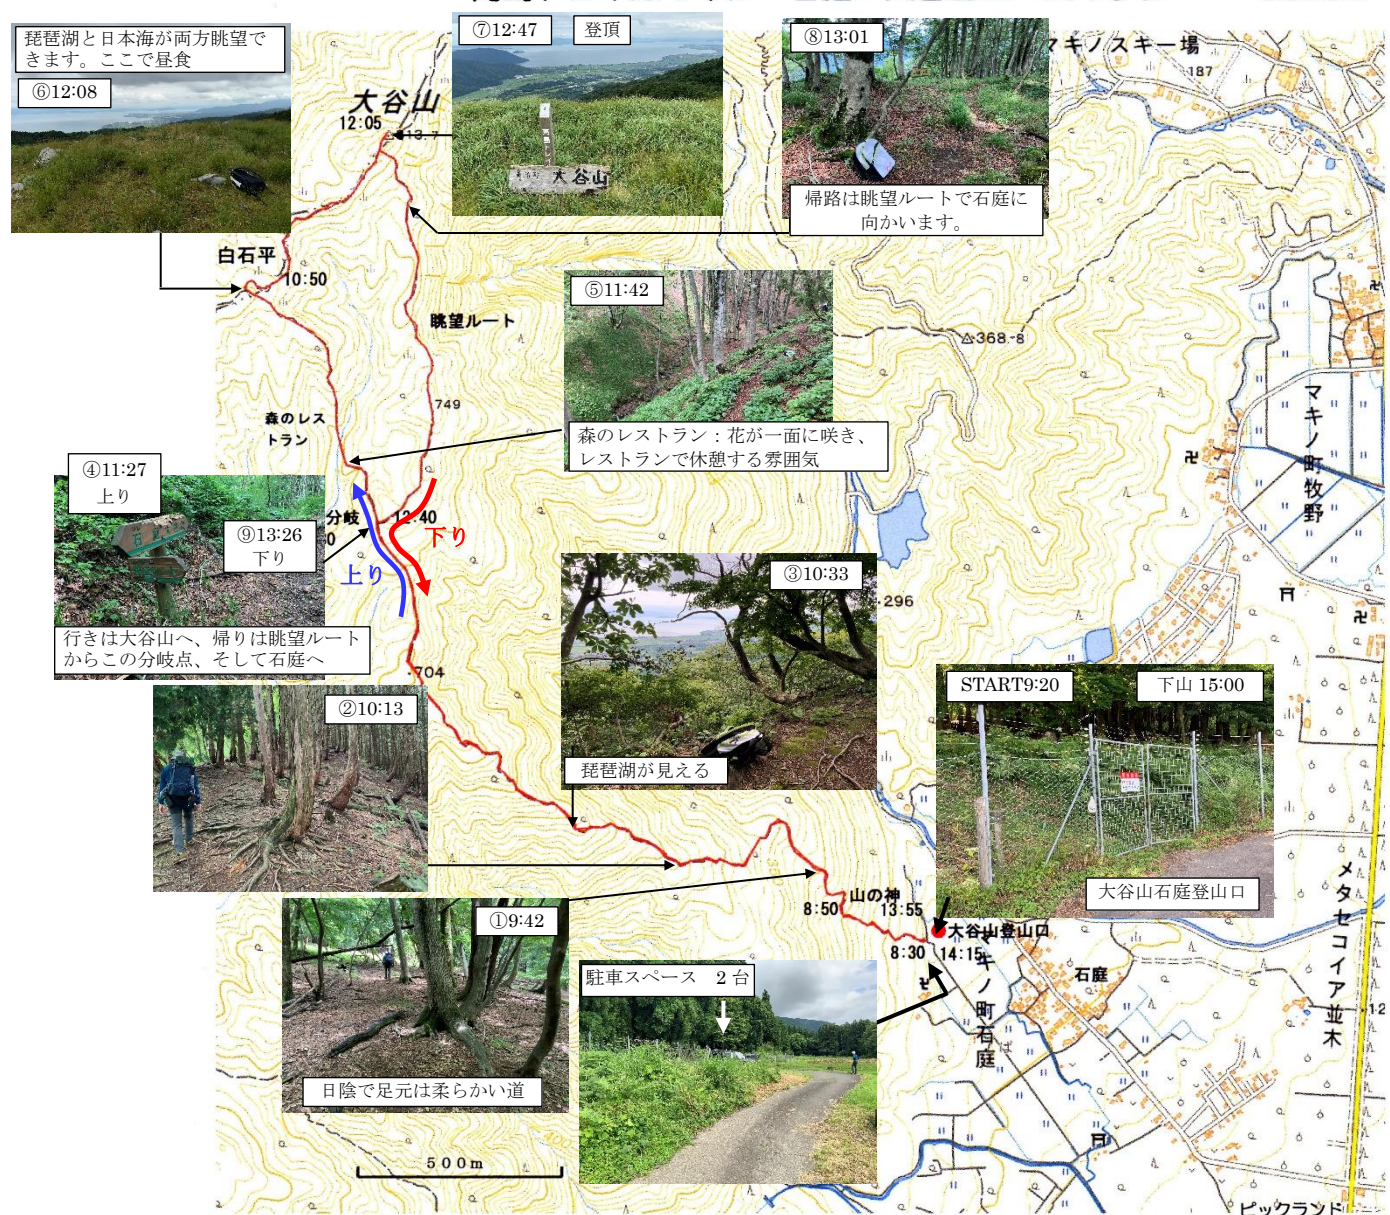 琵琶湖と日本海が両方眺望で
きます。ここで昼食
⑥12:08
⑦12:47
登頂
大谷山
⑧13:01
帰路は眺望ルートで石庭に
向かいます。
マキノスキー場
187
大谷山
12:05
白石平
10:50
眺望ルート
⑤11:42
森のレストラン：花が一面に咲き、
レストランで休憩する雰囲気
368.8
749
森のレス
トラン
④11:27
上り
⑨13:26
下り
行きは大谷山へ、帰りは眺望ルート
からこの分岐点、そして石庭へ
分岐
12:40
0
下り
上り
マキノ町牧野
③10:33
琵琶湖が見える
296
704
②10:13
START9:20
下山 15:00
大谷山石庭登山口
①9:42
日陰で足元は柔らかい道
山の神
8:50
13:55
大谷山登山口
8:30
14:15
マキノ町石庭
石庭
メタセコイア並木
駐車スペース　2 台
500m
ピックランド